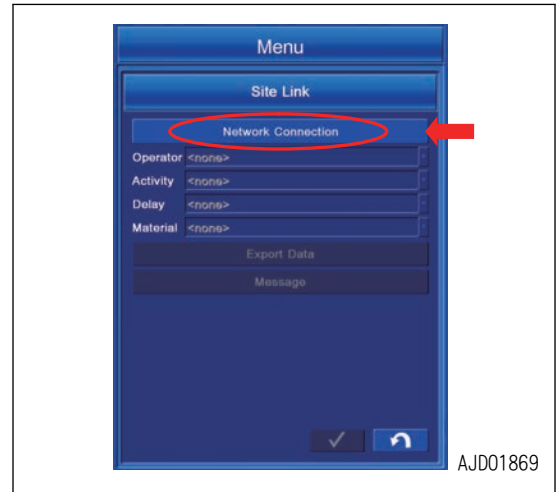 Menu
Site Link
Network Connection
Operator <none>
Activity <none>
Delay <none>
Material <none>
Export Data
Message
AJD01869